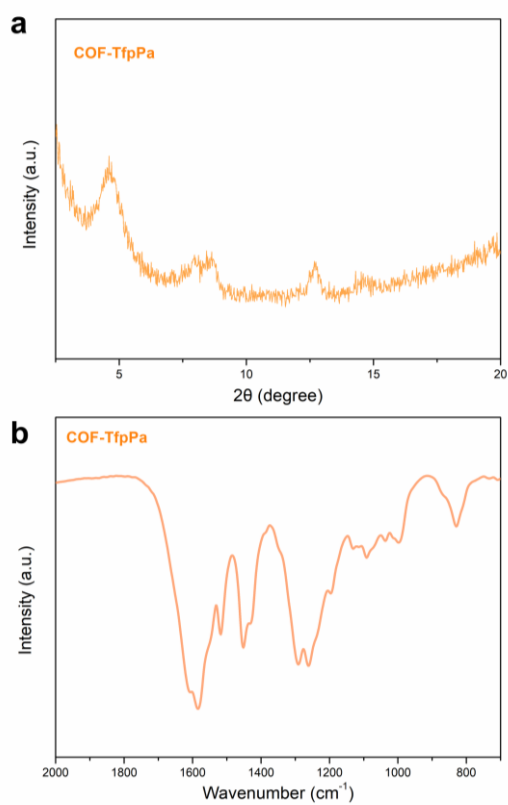 a
COF-TfpPa
Intensity (a.u.)
5 10 15 20
2θ (degree)
b
COF-TfpPa
Intensity (a.u.)
2000 1800 1600 1400 1200 1000 800
Wavenumber (cm⁻¹)